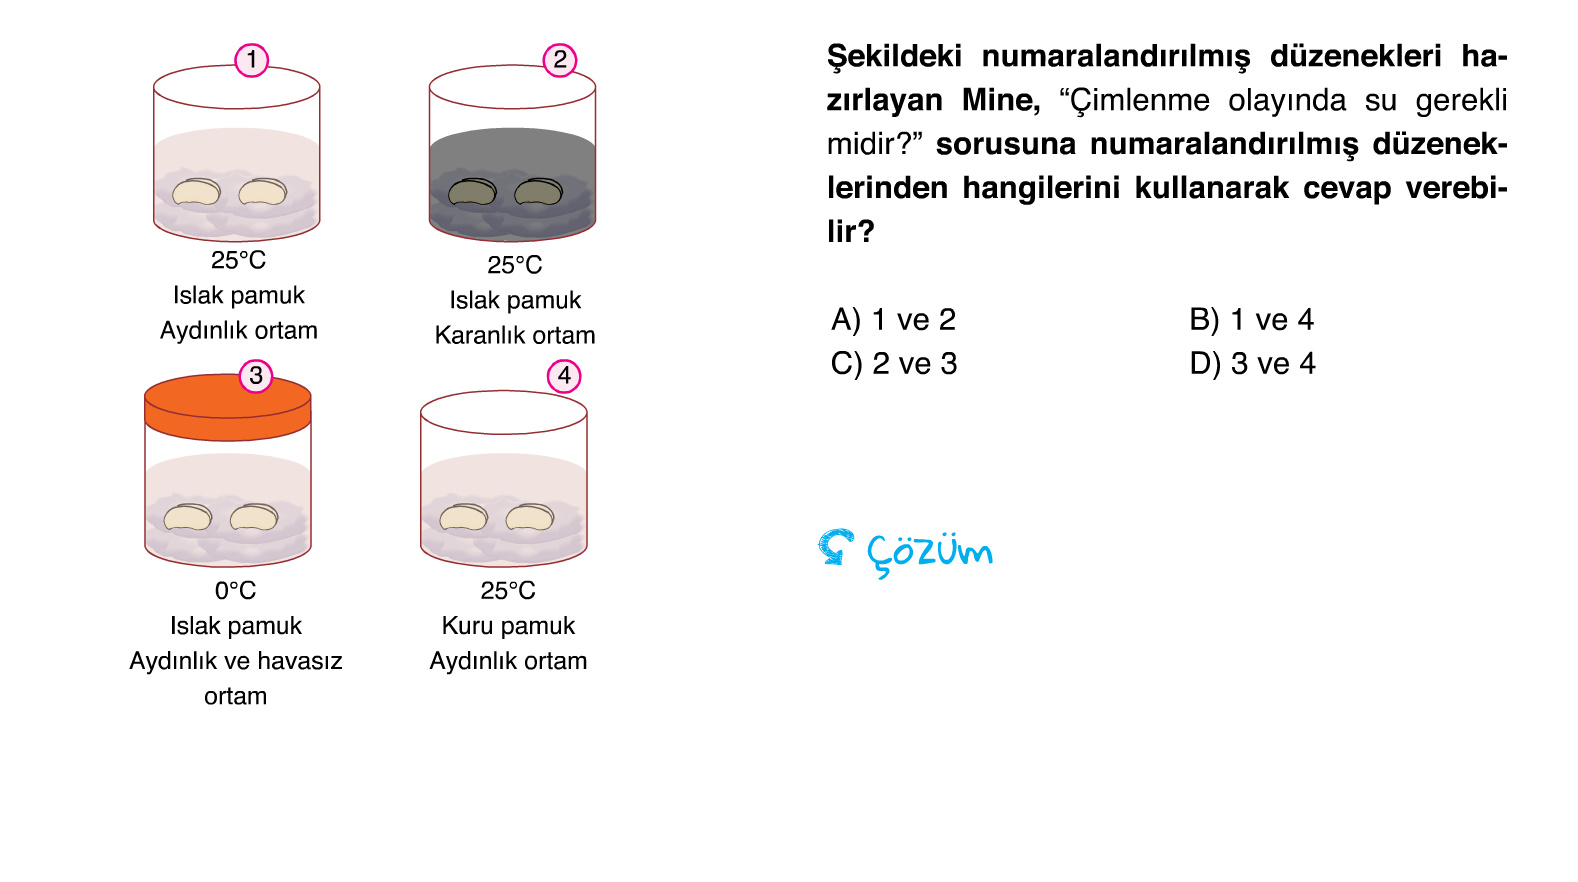 1
25°C
Islak pamuk
Aydınlık ortam
2
25°C
Islak pamuk
Karanlık ortam
3
0°C
Islak pamuk
Aydınlık ve havasız
ortam
4
25°C
Kuru pamuk
Aydınlık ortam
Şekildeki numaralandırılmış düzenekleri ha-
zırlayan Mine, “Çimlenme olayında su gerekli
midir?” sorusuna numaralandırılmış düzenek-
lerinden hangilerini kullanarak cevap verebi-
lir?
A) 1 ve 2
B) 1 ve 4
C) 2 ve 3
D) 3 ve 4
Çözüm